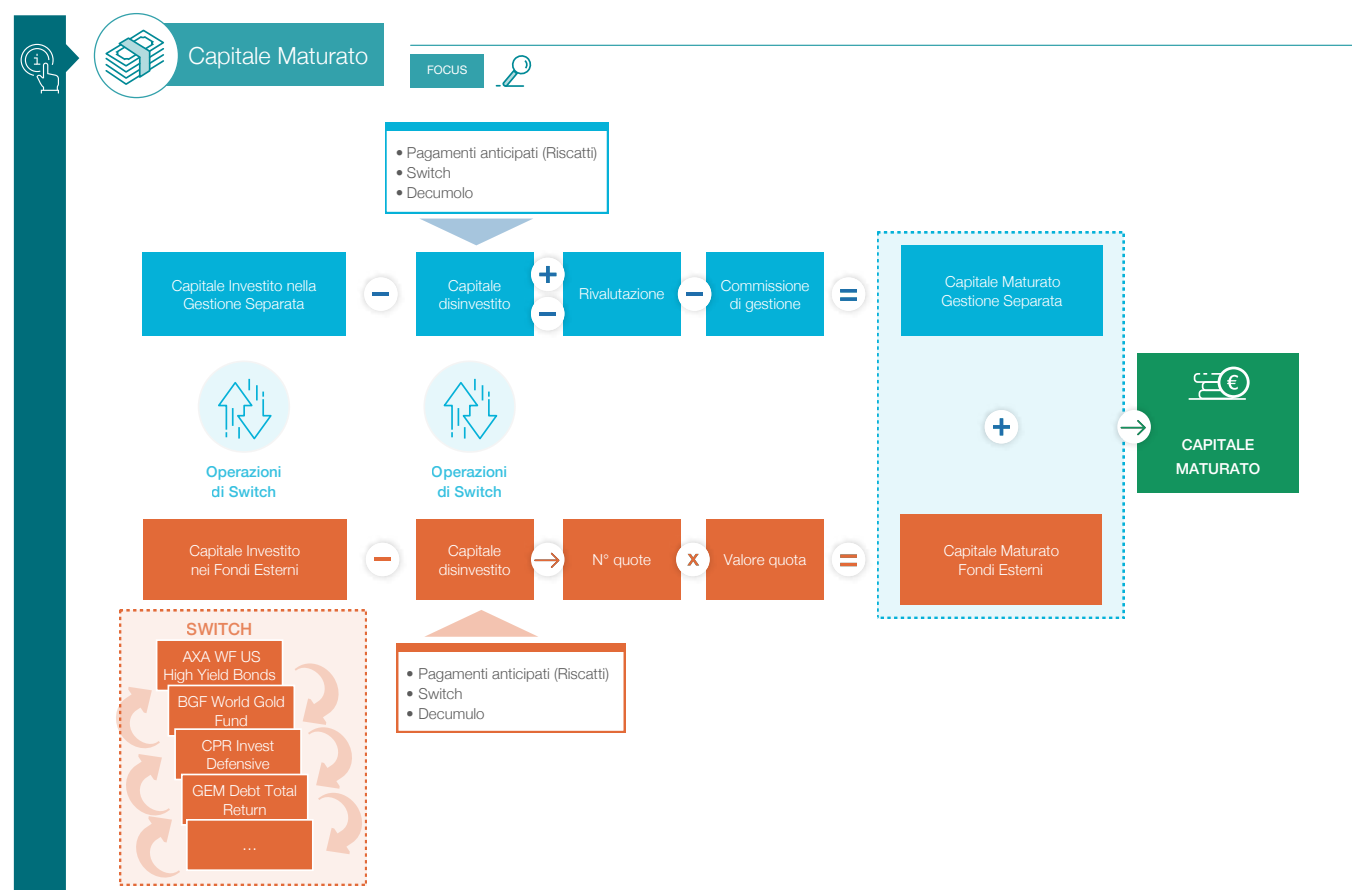 Capitale Maturato
FOCUS
• Pagamenti anticipati (Riscatti)
• Switch
• Decumolo
Capitale Investito nella
Gestione Separata
−
Capitale
disinvestito
+
−
Rivalutazione
−
Commissione
di gestione
=
Capitale Maturato
Gestione Separata
Operazioni
di Switch
Operazioni
di Switch
+
→
€
CAPITALE
MATURATO
Capitale Investito
nei Fondi Esterni
−
Capitale
disinvestito
→
N° quote
x
Valore quota
=
Capitale Maturato
Fondi Esterni
SWITCH
AXA WF US
High Yield Bonds
BGF World Gold
Fund
CPR Invest
Defensive
GEM Debt Total
Return
...
• Pagamenti anticipati (Riscatti)
• Switch
• Decumulo